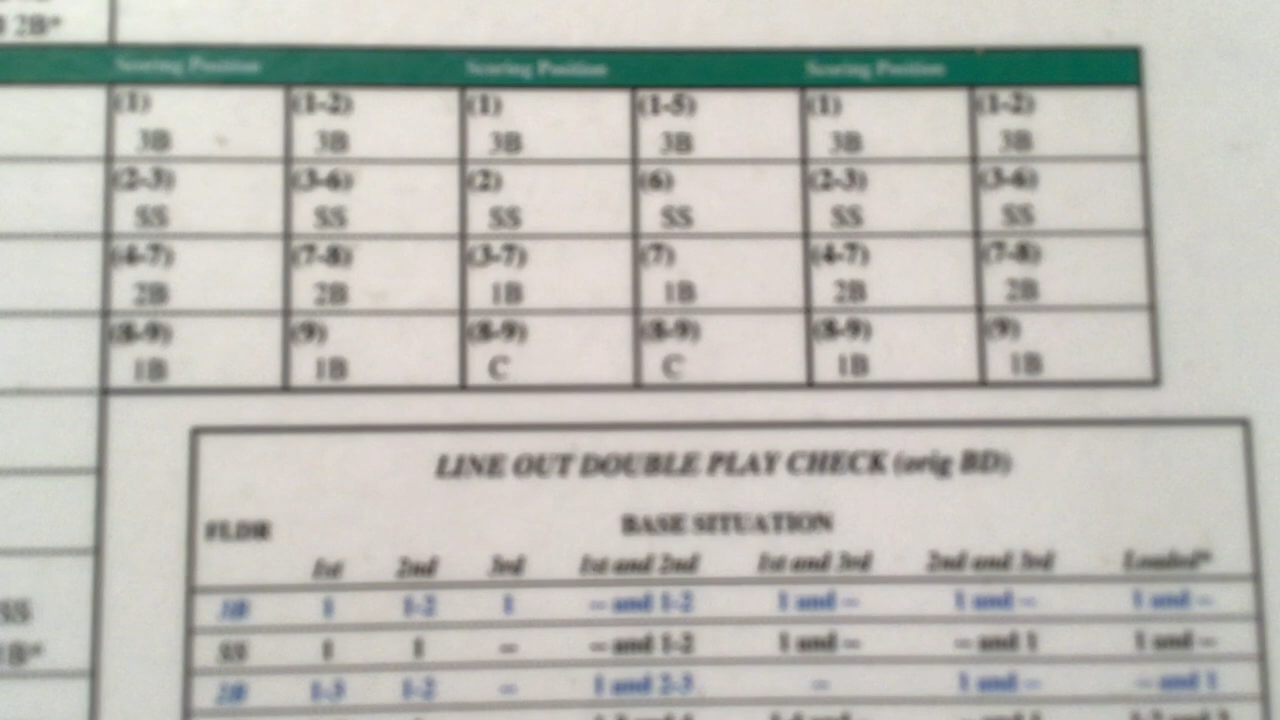 2B*
Scoring Position Scoring Position Scoring Position
(1) (1-2) (1) (1-5) (1) (1-2)
3B 3B 3B 3B 3B 3B
(2-3) (3-6) (2) (6) (2-3) (3-6)
SS SS SS SS SS SS
(4-7) (7-8) (3-7) (7) (4-7) (7-8)
2B 2B 1B 1B 2B 2B
(8-9) (9) (8-9) (8-9) (8-9) (9)
1B 1B C C 1B 1B
LINE OUT DOUBLE PLAY CHECK (orig BD)
FLDR BASE SITUATION
1st 2nd 3rd 1st and 2nd 1st and 3rd 2nd and 3rd Loaded*
1 1-2 1 -- and 1-2 1 and -- 1 and -- 1 and --
SS
SS 1 1 -- -- and 1-2 1 and -- -- and 1 1 and --
B*
1-3 1-2 -- 1 and 2-3 -- 1 and -- -- and 1